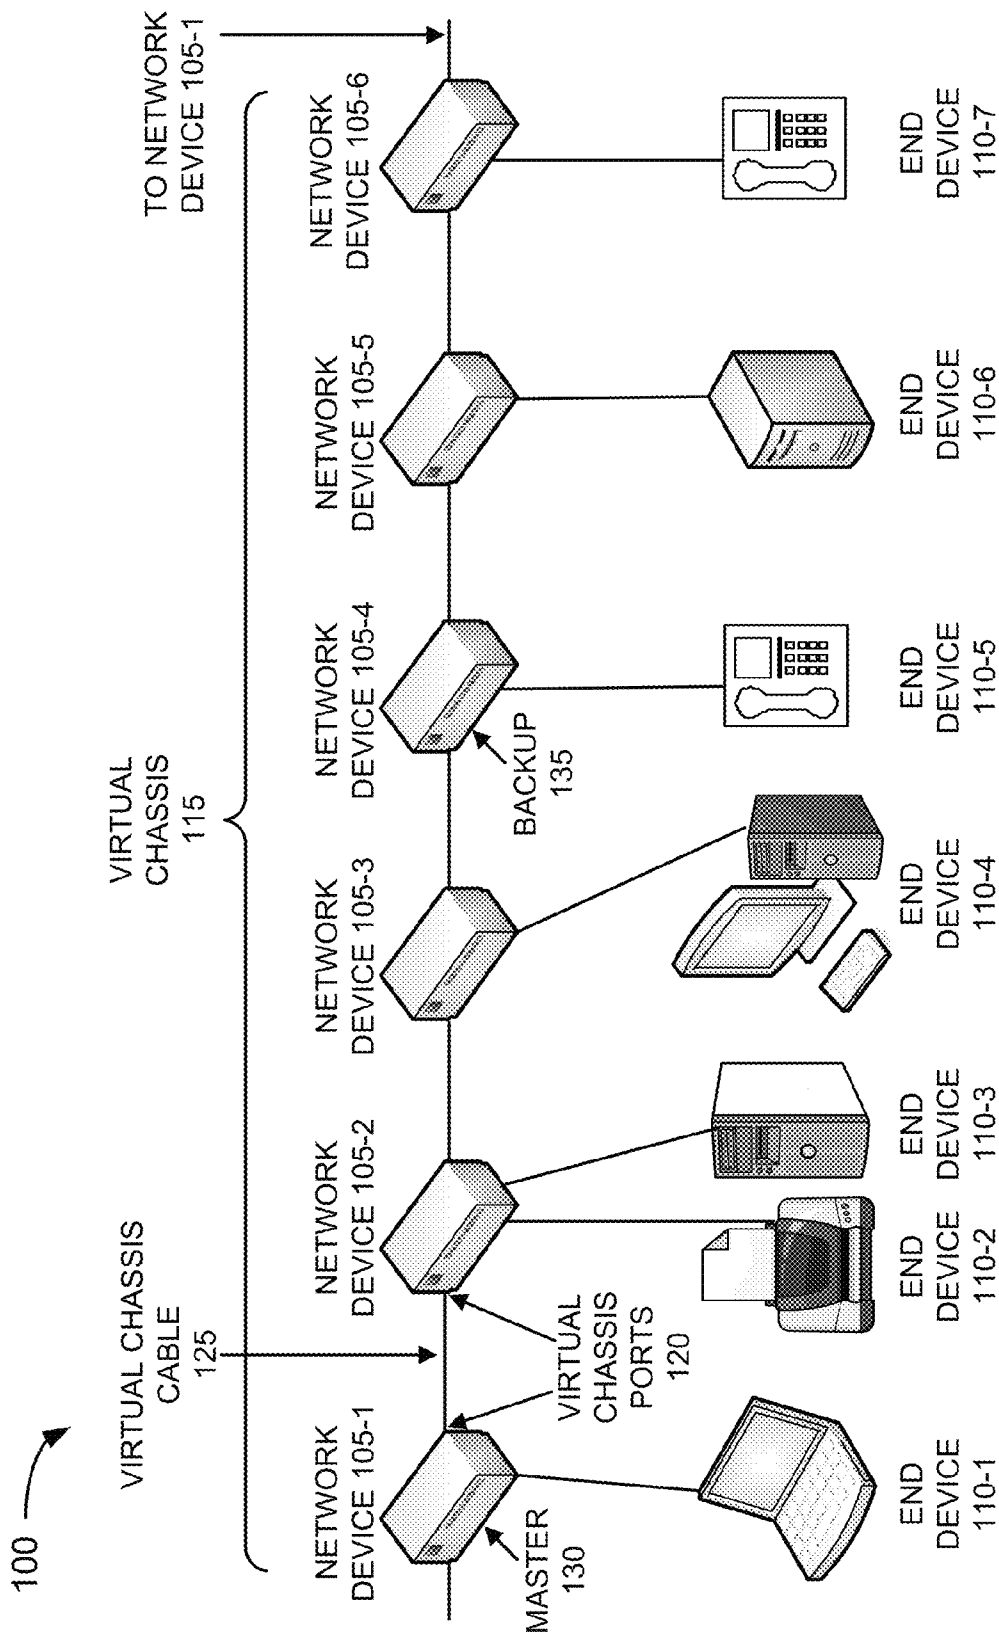 100
VIRTUAL CHASSIS
CABLE
125
VIRTUAL
CHASSIS
115
TO NETWORK
DEVICE 105-1
NETWORK
DEVICE 105-1
NETWORK
DEVICE 105-2
NETWORK
DEVICE 105-3
NETWORK
DEVICE 105-4
NETWORK
DEVICE 105-5
NETWORK
DEVICE 105-6
MASTER
130
VIRTUAL
CHASSIS
PORTS
120
BACKUP
135
END
DEVICE
110-1
END
DEVICE
110-2
END
DEVICE
110-3
END
DEVICE
110-4
END
DEVICE
110-5
END
DEVICE
110-6
END
DEVICE
110-7